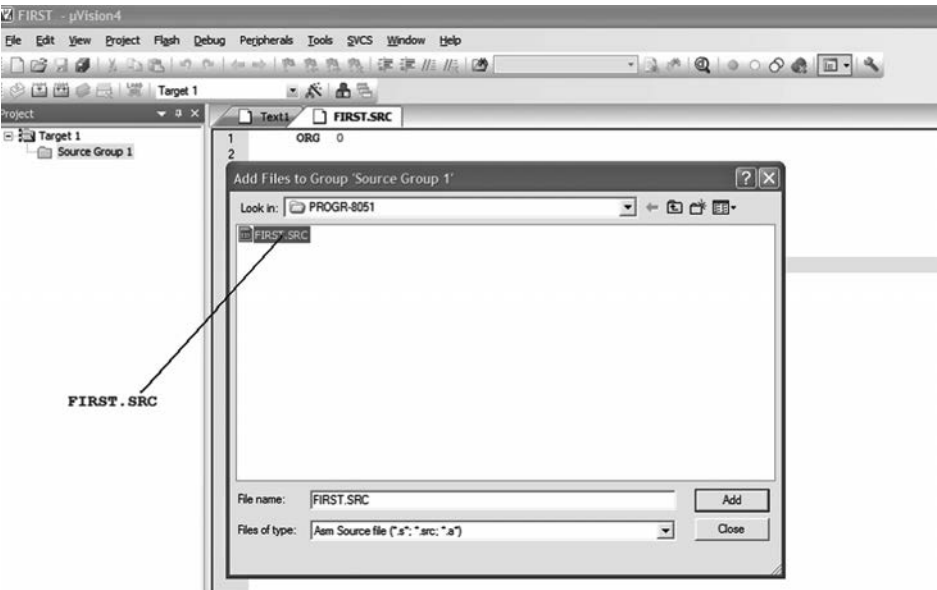 FIRST - µVision4
File Edit View Project Flash Debug Peripherals Tools SVCS Window Help
Target 1
Project
Text1 FIRST.SRC
Target 1
Source Group 1
1 ORG 0
2
Add Files to Group 'Source Group 1'
Look in: PROGR-8051
FIRST.SRC
FIRST.SRC
File name: FIRST.SRC Add
Files of type: Asm Source file (*.s*; *.src; *.a*) Close